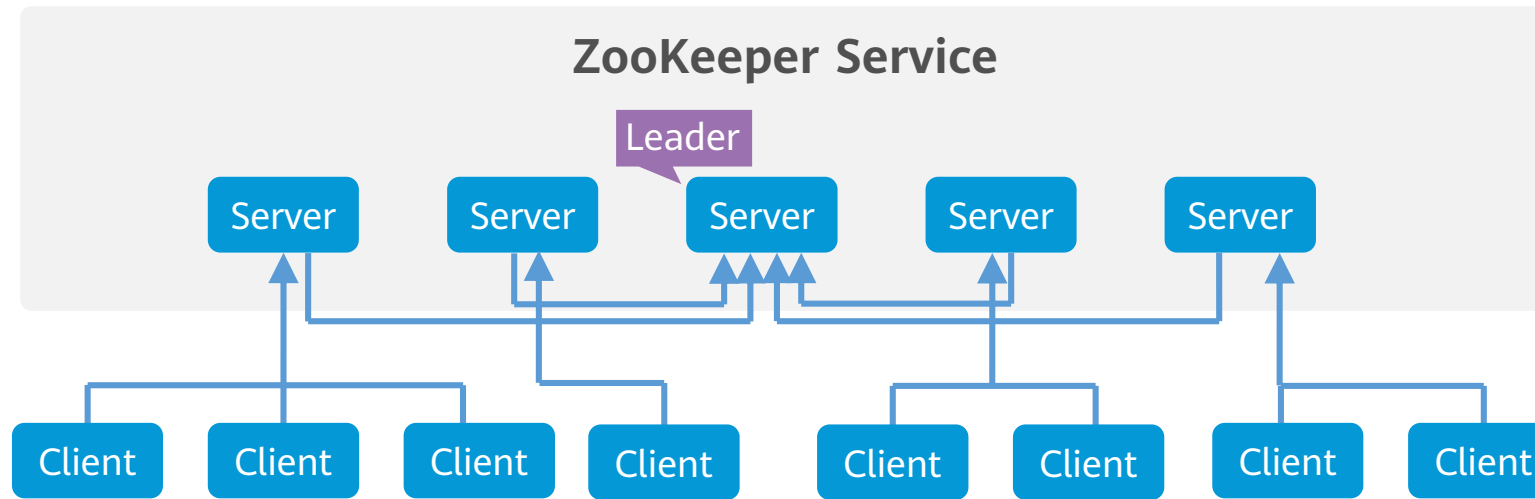 ZooKeeper Service
Leader
Server
Server
Server
Server
Server
Client
Client
Client
Client
Client
Client
Client
Client